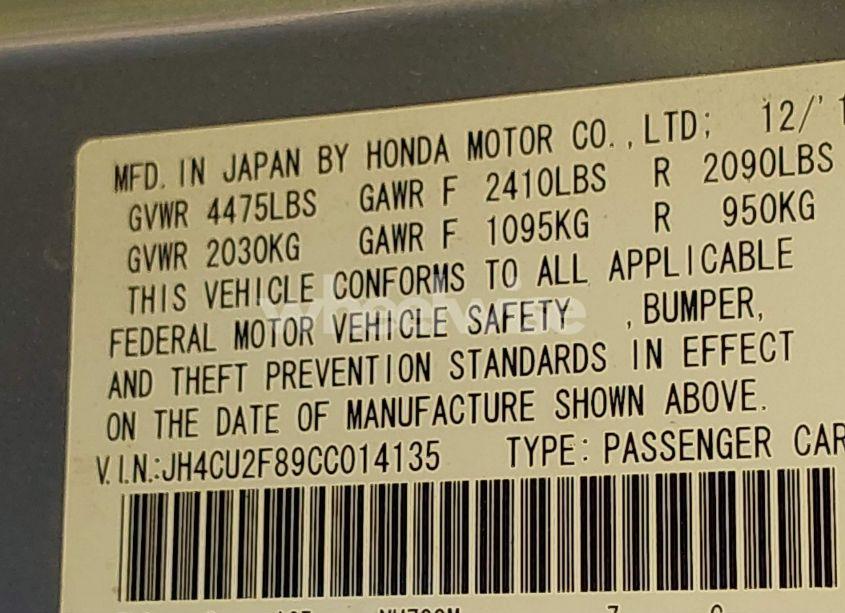 MFD. IN JAPAN BY HONDA MOTOR CO., LTD; 12/'1
GVWR 4475LBS GAWR F 2410LBS R 2090LBS
GVWR 2030KG GAWR F 1095KG R 950KG
THIS VEHICLE CONFORMS TO ALL APPLICABLE
FEDERAL MOTOR VEHICLE SAFETY , BUMPER,
AND THEFT PREVENTION STANDARDS IN EFFECT
ON THE DATE OF MANUFACTURE SHOWN ABOVE.
V.I.N.:JH4CU2F89CC014135 TYPE: PASSENGER CAR
wheelwise